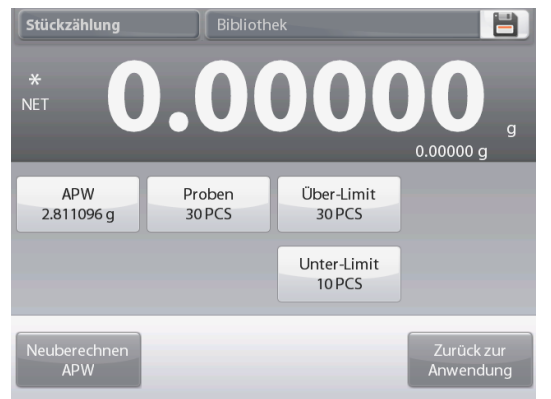 Stückzählung
Bibliothek
*
NET
0.00000 g
0.00000 g
APW
2.811096 g
Proben
30 PCS
Über-Limit
30 PCS
Unter-Limit
10 PCS
Neuberechnen
APW
Zurück zur
Anwendung